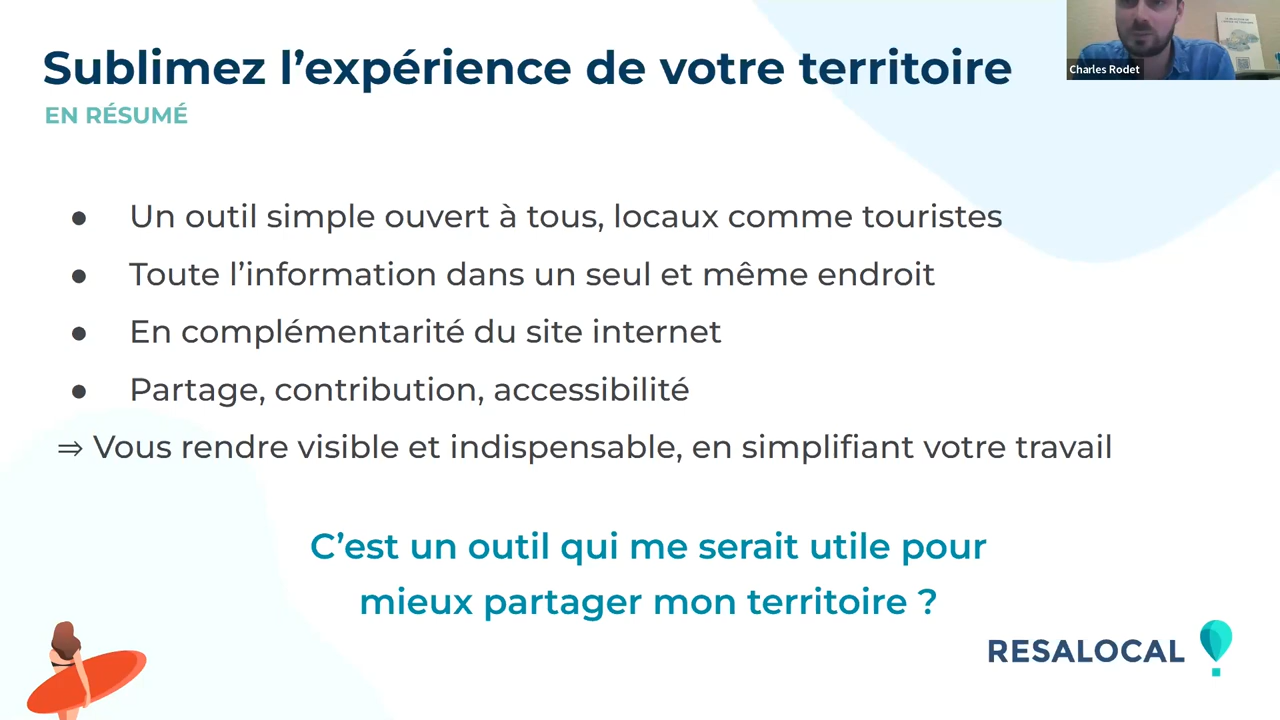 Sublimez l’expérience de votre territoire
EN RÉSUMÉ
Charles Rodet
● Un outil simple ouvert à tous, locaux comme touristes
● Toute l’information dans un seul et même endroit
● En complémentarité du site internet
● Partage, contribution, accessibilité
⇒ Vous rendre visible et indispensable, en simplifiant votre travail
C’est un outil qui me serait utile pour
mieux partager mon territoire ?
RESALOCAL